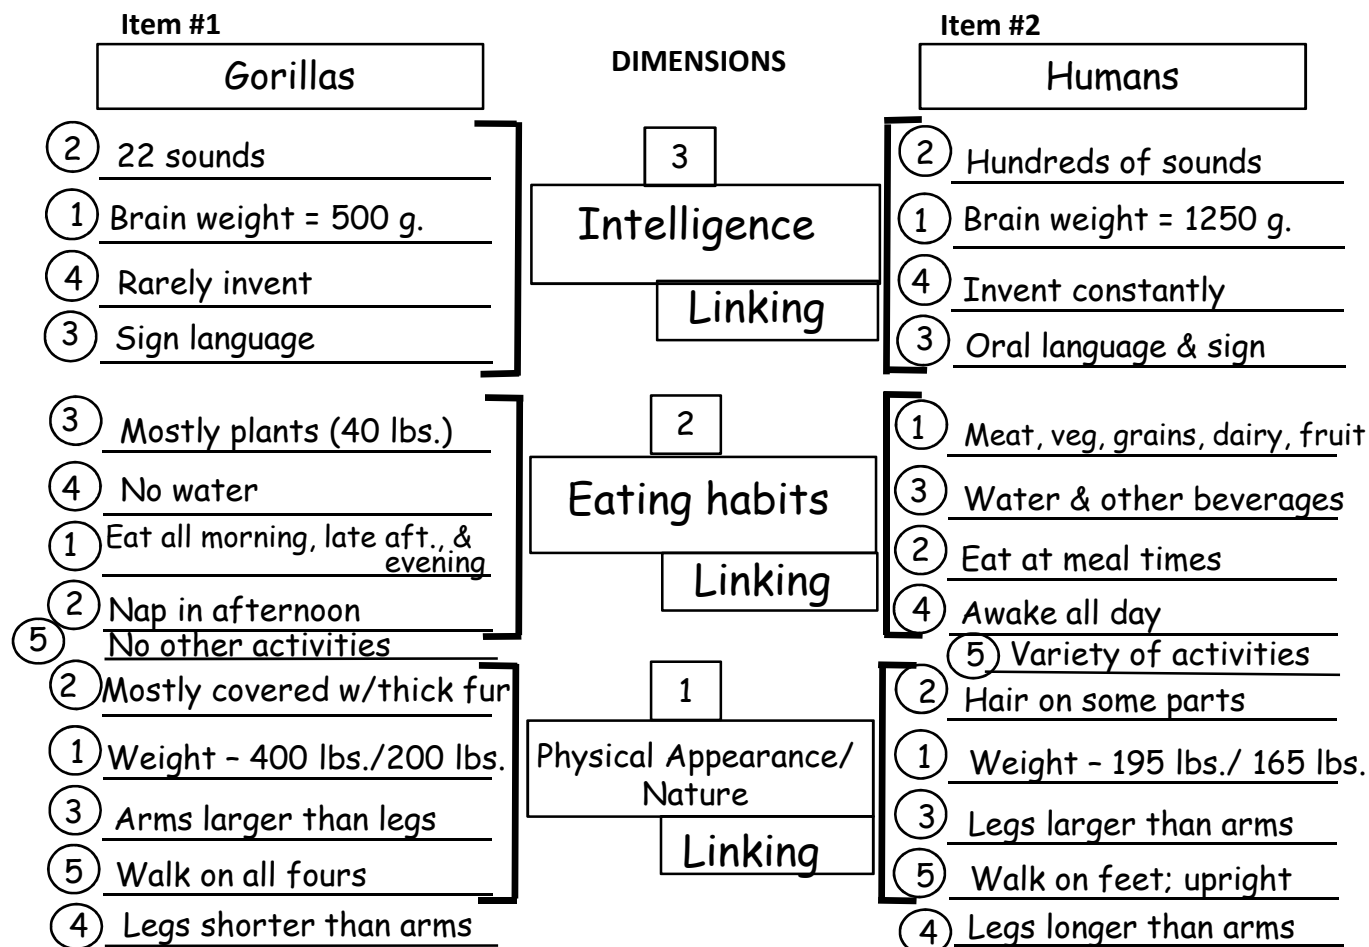 Item #1
Gorillas
DIMENSIONS
Item #2
Humans
2 22 sounds
1 Brain weight = 500 g.
4 Rarely invent
3 Sign language
3
Intelligence
Linking
2 Hundreds of sounds
1 Brain weight = 1250 g.
4 Invent constantly
3 Oral language & sign
3 Mostly plants (40 lbs.)
4 No water
1 Eat all morning, late aft., &
evening
2 Nap in afternoon
5 No other activities
2
Eating habits
Linking
1 Meat, veg, grains, dairy, fruit
3 Water & other beverages
2 Eat at meal times
4 Awake all day
5 Variety of activities
2 Mostly covered w/thick fur
1 Weight – 400 lbs./200 lbs.
3 Arms larger than legs
5 Walk on all fours
4 Legs shorter than arms
1
Physical Appearance/
Nature
Linking
2 Hair on some parts
1 Weight – 195 lbs./ 165 lbs.
3 Legs larger than arms
5 Walk on feet; upright
4 Legs longer than arms